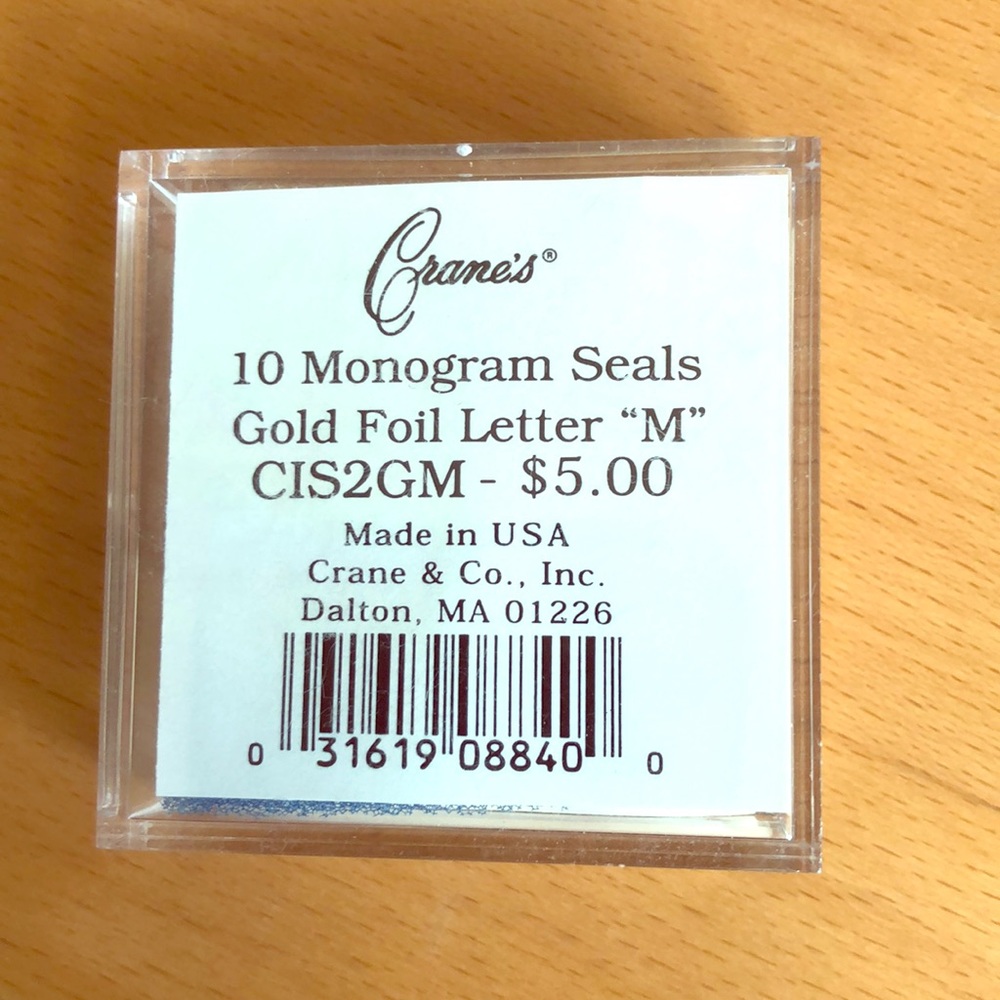 Crane's®
10 Monogram Seals
Gold Foil Letter “M”
CIS2GM - $5.00
Made in USA
Crane & Co., Inc.
Dalton, MA 01226
0 31619 08840 0